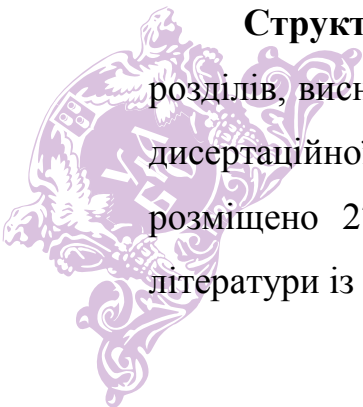 Структ
розділів, висн
дисертаційної
розміщено 2
літератури із